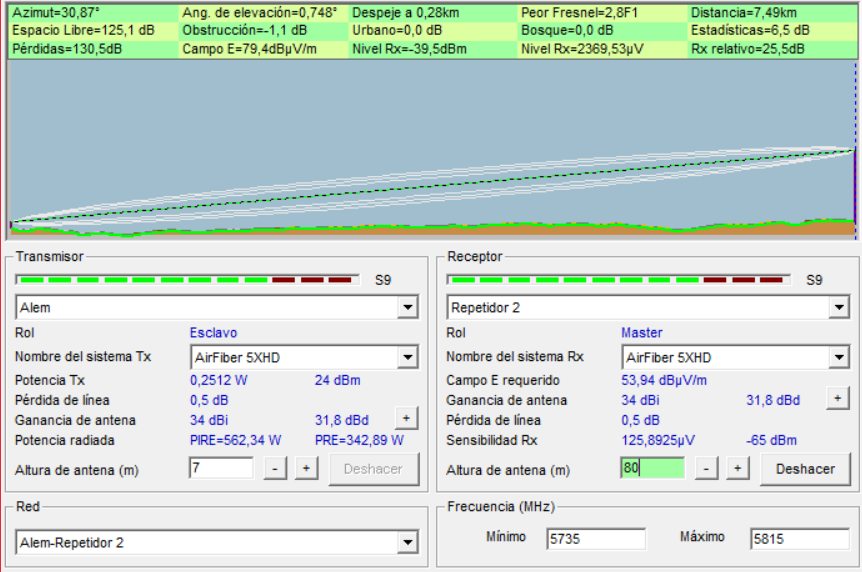 Azimut=30,87° Ang. de elevación=0,748° Despeje a 0,28km Peor Fresnel=2,8F1 Distancia=7,49km
Espacio Libre=125,1 dB Obstrucción=-1,1 dB Urbano=0,0 dB Bosque=0,0 dB Estadísticas=6,5 dB
Pérdidas=130,5dB Campo E=79,4dBµV/m Nivel Rx=-39,5dBm Nivel Rx=2369,53µV Rx relativo=25,5dB
Transmisor
S9
Alem
Rol Esclavo
Nombre del sistema Tx AirFiber 5XHD
Potencia Tx 0,2512 W 24 dBm
Pérdida de línea 0,5 dB
Ganancia de antena 34 dBi 31,8 dBd +
Potencia radiada PIRE=562,34 W PRE=342,89 W
Altura de antena (m) 7 - + Deshacer
Receptor
S9
Repetidor 2
Rol Master
Nombre del sistema Rx AirFiber 5XHD
Campo E requerido 53,94 dBµV/m
Ganancia de antena 34 dBi 31,8 dBd +
Pérdida de línea 0,5 dB
Sensibilidad Rx 125,8925µV -65 dBm
Altura de antena (m) 80 - + Deshacer
Red
Alem-Repetidor 2
Frecuencia (MHz)
Mínimo 5735 Máximo 5815